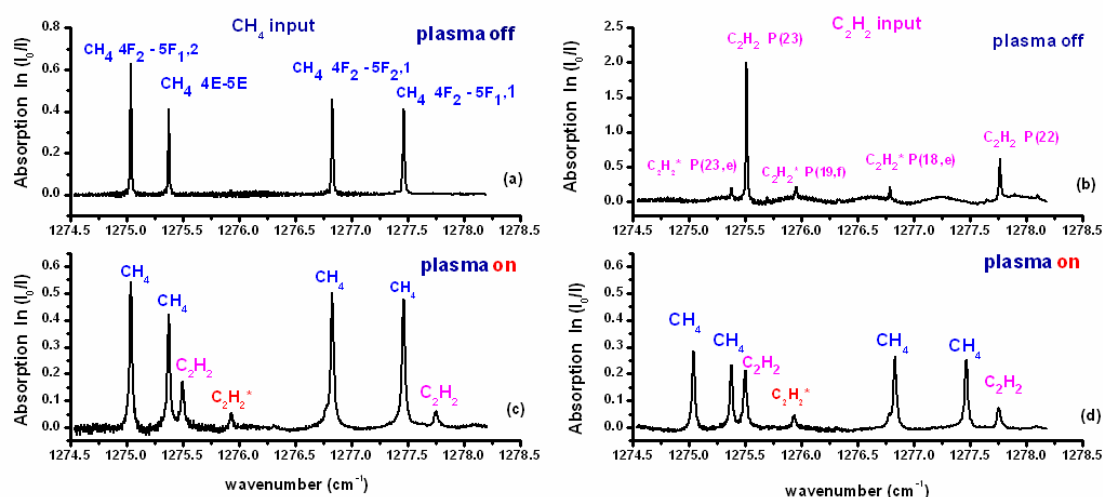 CH₄ input
plasma off
CH₄ 4F₂ - 5F₁,2
CH₄ 4E-5E
CH₄ 4F₂ - 5F₂,1
CH₄ 4F₂ - 5F₁,1
(a)
Absorption ln (I₀/I)
0.8
0.6
0.4
0.2
0.0
1274.5 1275.0 1275.5 1276.0 1276.5 1277.0 1277.5 1278.0 1278.5
C₂H₂ input
plasma off
C₂H₂ P(23)
C₂H₂* P(23,e)
C₂H₂* P(19,f)
C₂H₂* P(18,e)
C₂H₂ P(22)
(b)
Absorption ln (I₀/I)
2.5
2.0
1.5
1.0
0.5
0.0
1274.5 1275.0 1275.5 1276.0 1276.5 1277.0 1277.5 1278.0 1278.5
plasma on
CH₄
CH₄
C₂H₂
C₂H₂*
CH₄
CH₄
C₂H₂
(c)
Absorption ln (I₀/I)
0.6
0.5
0.4
0.3
0.2
0.1
0.0
1274.5 1275.0 1275.5 1276.0 1276.5 1277.0 1277.5 1278.0 1278.5
wavenumber (cm⁻¹)
plasma on
CH₄
CH₄
C₂H₂
C₂H₂*
CH₄
CH₄
C₂H₂
(d)
Absorption ln (I₀/I)
0.6
0.5
0.4
0.3
0.2
0.1
0.0
1274.5 1275.0 1275.5 1276.0 1276.5 1277.0 1277.5 1278.0 1278.5
wavenumber (cm⁻¹)